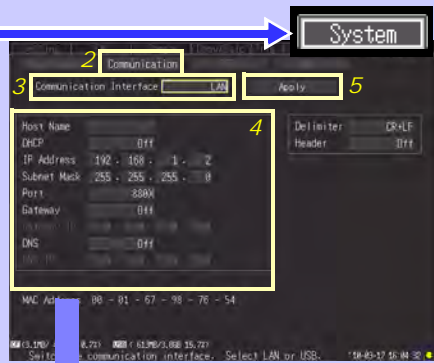 System
2
Communication
3 Communication Interface LAN Apply 5
4
Host Name
DHCP Off
IP Address 192 . 168 . 1 . 2
Subnet Mask 255 . 255 . 255 . 0
Port 880X
Gateway Off
DNS Off
Delimiter CR+LF
Header Off
MAC Address 00 - 01 - 67 - 98 - 76 - 54
communication interface. Select LAN or USB.